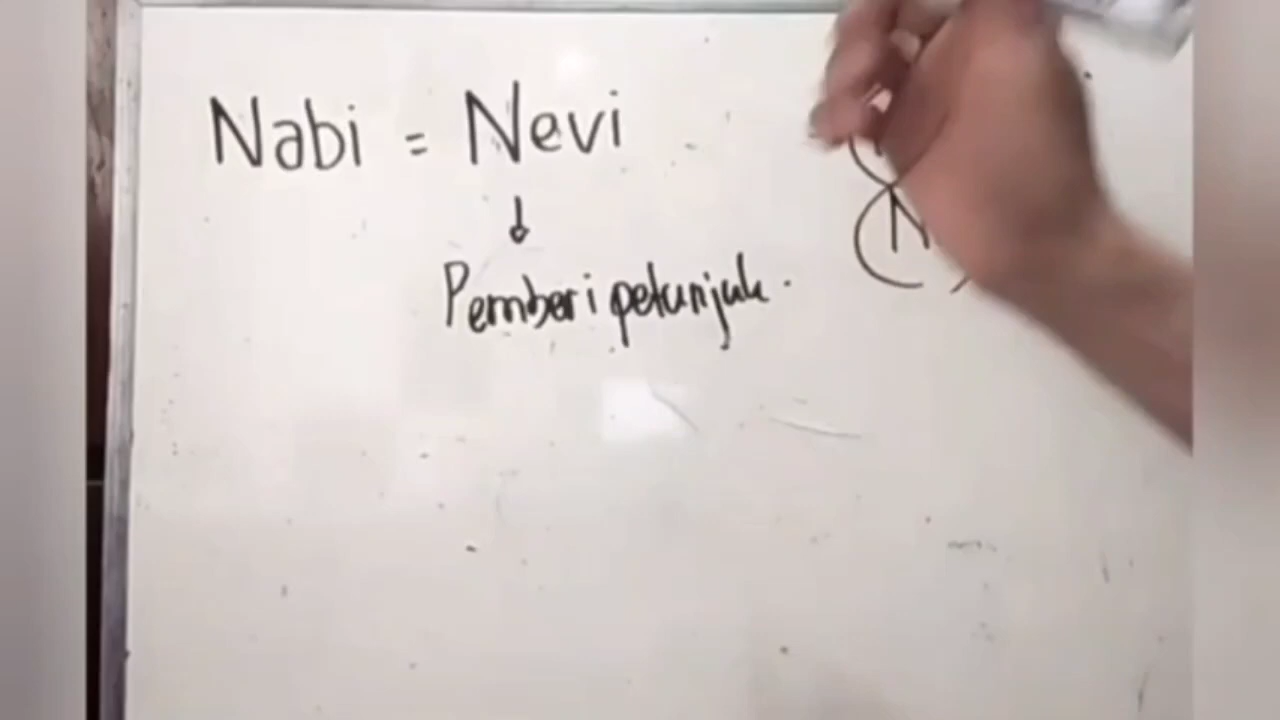 Nabi = Nevi
↓
Pemberi petunjuk.
N